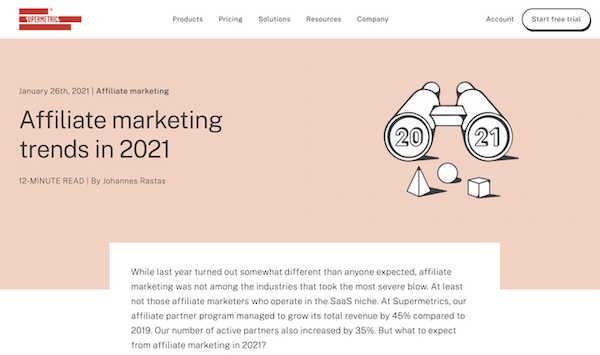 SUPERMETRICS
Products Pricing Solutions Resources Company Account Start free trial
January 26th, 2021 | Affiliate marketing
Affiliate marketing
trends in 2021
12-MINUTE READ | By Johannes Rastas
20 21
While last year turned out somewhat different than anyone expected, affiliate
marketing was not among the industries that took the most severe blow. At least
not those affiliate marketers who operate in the SaaS niche. At Supermetrics, our
affiliate partner program managed to grow its total revenue by 45% compared to
2019. Our number of active partners also increased by 35%. But what to expect
from affiliate marketing in 2021?